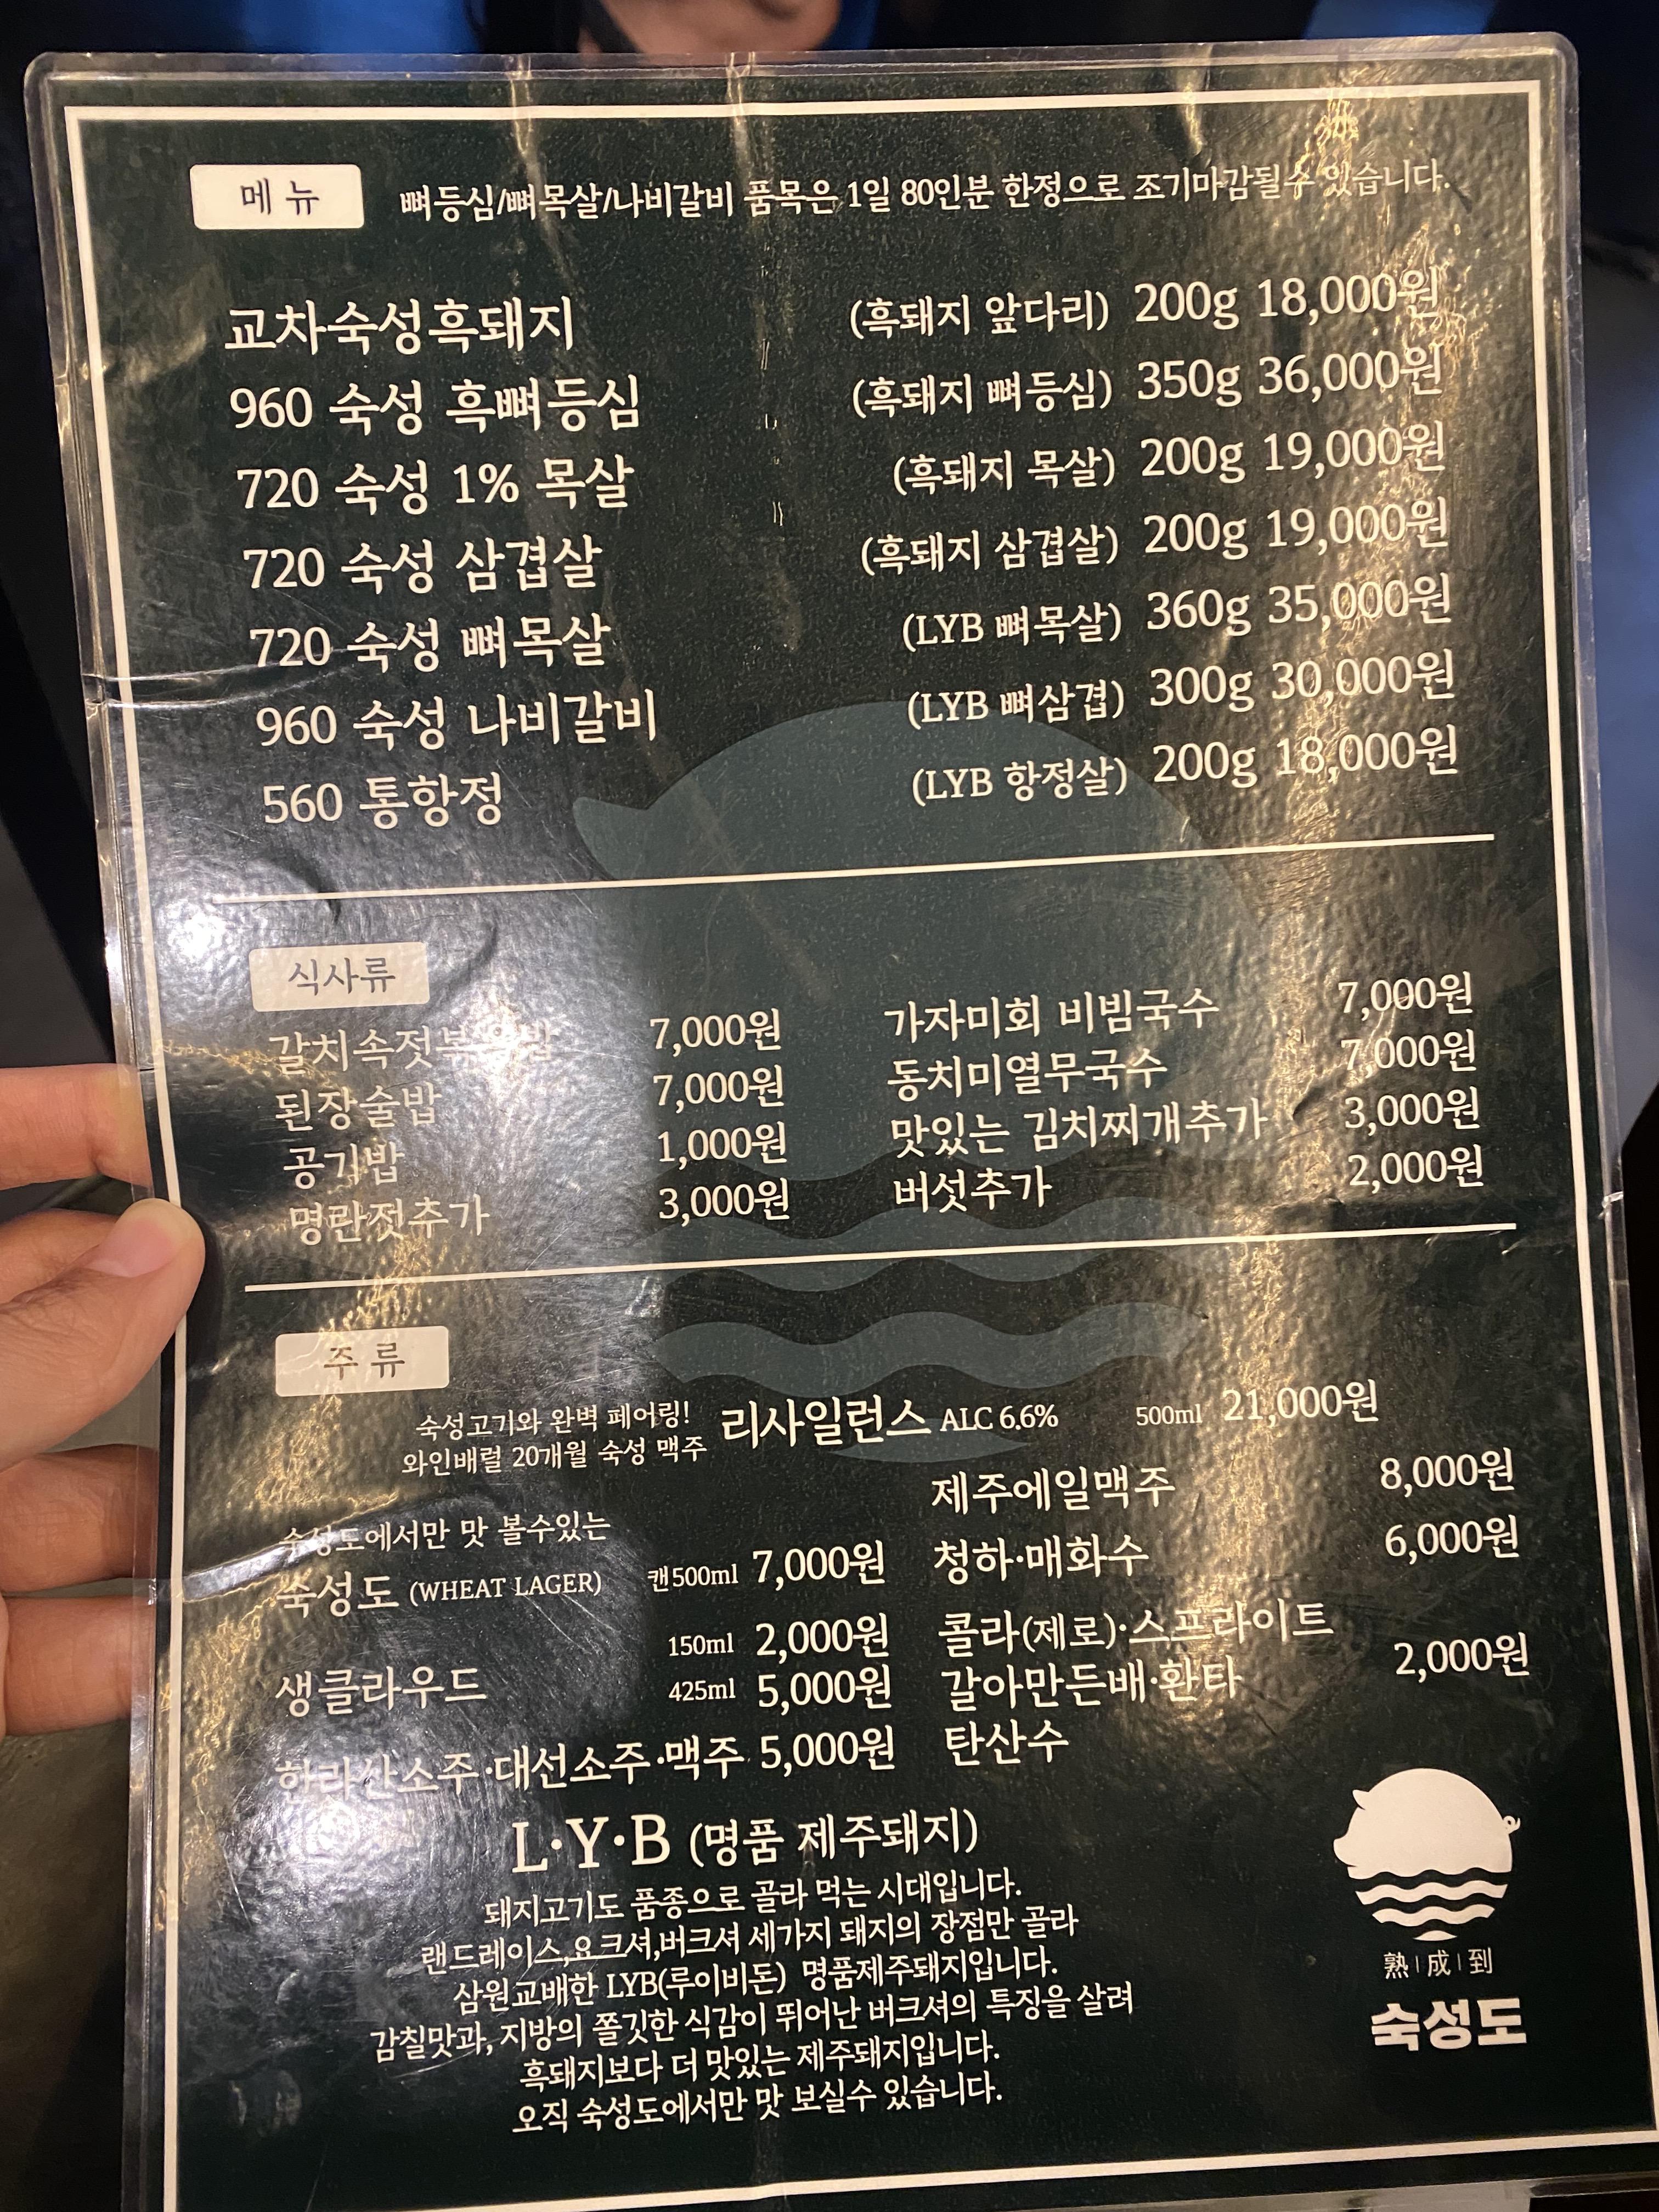 메뉴 뼈등심/뼈목살/나비갈비 품목은 1일 80인분 한정으로 조기마감될수 있습니다.
교차숙성흑돼지 (흑돼지 앞다리) 200g 18,000원
960 숙성 흑뼈등심 (흑돼지 뼈등심) 350g 36,000원
720 숙성 1% 목살 (흑돼지 목살) 200g 19,000원
720 숙성 삼겹살 (흑돼지 삼겹살) 200g 19,000원
720 숙성 뼈목살 (LYB 뼈목살) 360g 35,000원
960 숙성 나비갈비 (LYB 뼈삼겹) 300g 30,000원
560 통항정 (LYB 항정살) 200g 18,000원
식사류
갈치속젓볶음밥 7,000원
된장술밥 7,000원
공기밥 1,000원
명란젓추가 3,000원
가자미회 비빔국수 7,000원
동치미열무국수 7,000원
맛있는 김치찌개추가 3,000원
버섯추가 2,000원
주류
숙성고기와 완벽 페어링!
와인배럴 20개월 숙성 맥주
리사일런스 ALC 6.6% 500ml 21,000원
숙성도에서만 맛 볼수있는
숙성도 (WHEAT LAGER) 캔500ml 7,000원
생클라우드 150ml 2,000원
425ml 5,000원
한라산소주·대선소주·맥주 5,000원
제주에일맥주 8,000원
청하·매화수 6,000원
콜라(제로)·스프라이트
갈아만든배·환타 2,000원
탄산수
L·Y·B (명품 제주돼지)
돼지고기도 품종으로 골라 먹는 시대입니다.
랜드레이스,요크셔,버크셔 세가지 돼지의 장점만 골라
삼원교배한 LYB(루이비돈) 명품제주돼지입니다.
감칠맛과, 지방의 쫄깃한 식감이 뛰어난 버크셔의 특징을 살려
흑돼지보다 더 맛있는 제주돼지입니다.
오직 숙성도에서만 맛 보실수 있습니다.
熟|成|到
숙성도